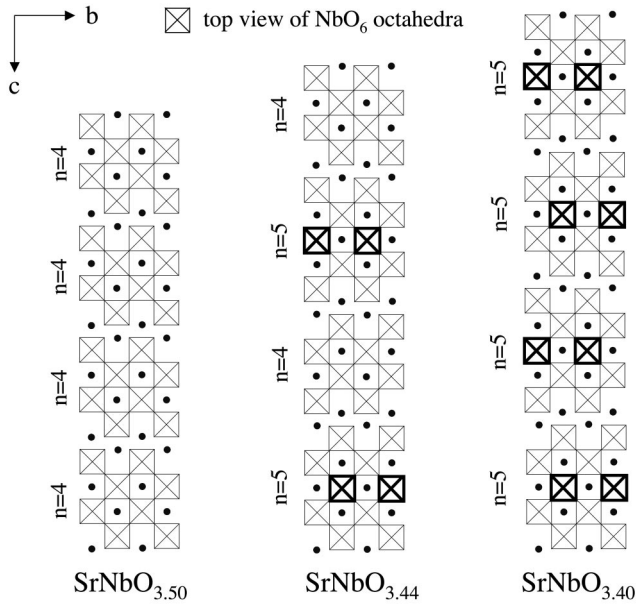 b
c
top view of NbO₆ octahedra
n=4
n=4
n=4
n=4
SrNbO₃.₅₀
n=4
n=5
n=4
n=5
SrNbO₃.₄₄
n=5
n=5
n=5
n=5
SrNbO₃.₄₀